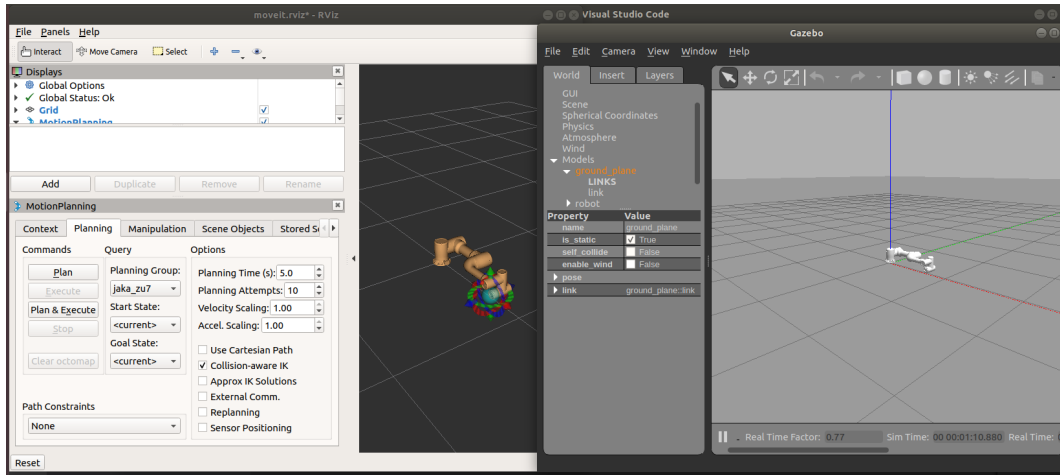 moveit.rviz* - RViz
File Panels Help
Interact Move Camera Select
Displays
Global Options
Global Status: Ok
Grid
MotionPlanning
Add Duplicate Remove Rename
MotionPlanning
Context Planning Manipulation Scene Objects Stored S
Commands Query Options
Plan
Execute
Plan & Execute
Stop
Clear octomap
Planning Group:
jaka_zu7
Start State:
<current>
Goal State:
<current>
Planning Time (s): 5.0
Planning Attempts: 10
Velocity Scaling: 1.00
Accel. Scaling: 1.00
Use Cartesian Path
Collision-aware IK
Approx IK Solutions
External Comm.
Replanning
Sensor Positioning
Path Constraints
None
Reset
Visual Studio Code
Gazebo
File Edit Camera View Window Help
World Insert Layers
GUI
Scene
Spherical Coordinates
Physics
Atmosphere
Wind
Models
ground_plane
LINKS
link
robot
Property Value
name ground_plane
is_static True
self_collide False
enable_wind False
pose
link ground_plane::link
Real Time Factor: 0.77 Sim Time: 00 00:01:10.880 Real Time: